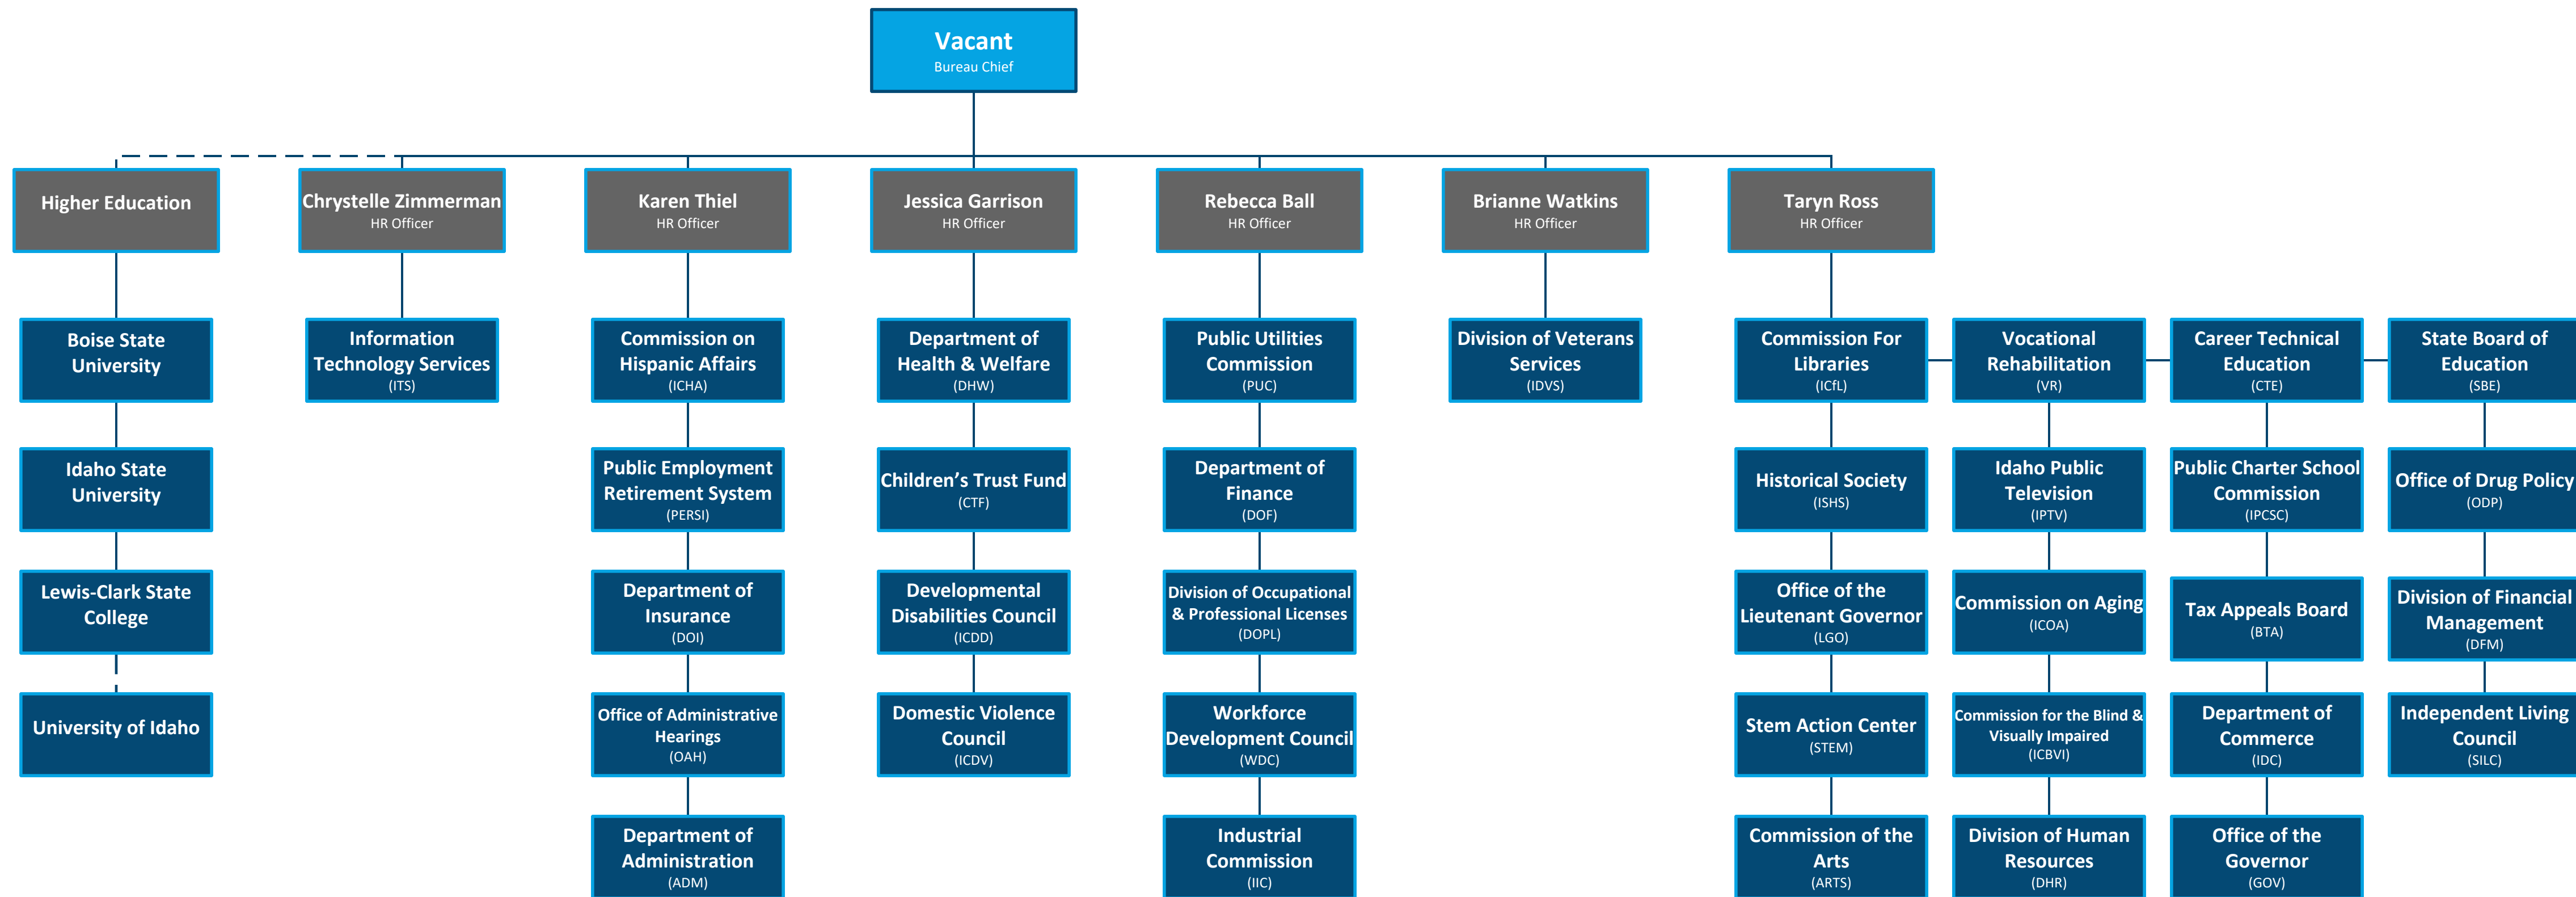 Vacant
Bureau Chief
Higher Education
Chrystelle Zimmerman
HR Officer
Karen Thiel
HR Officer
Jessica Garrison
HR Officer
Rebecca Ball
HR Officer
Brianne Watkins
HR Officer
Taryn Ross
HR Officer
Boise State
University
Information
Technology Services
(ITS)
Commission on
Hispanic Affairs
(ICHA)
Department of
Health & Welfare
(DHW)
Public Utilities
Commission
(PUC)
Division of Veterans
Services
(IDVS)
Commission For
Libraries
(ICfL)
Vocational
Rehabilitation
(VR)
Career Technical
Education
(CTE)
State Board of
Education
(SBE)
Idaho State
University
Public Employment
Retirement System
(PERSI)
Children’s Trust Fund
(CTF)
Department of
Finance
(DOF)
Historical Society
(ISHS)
Idaho Public
Television
(IPTV)
Public Charter School
Commission
(IPCSC)
Office of Drug Policy
(ODP)
Lewis-Clark State
College
Department of
Insurance
(DOI)
Developmental
Disabilities Council
(ICDD)
Division of Occupational
& Professional Licenses
(DOPL)
Office of the
Lieutenant Governor
(LGO)
Commission on Aging
(ICOA)
Tax Appeals Board
(BTA)
Division of Financial
Management
(DFM)
University of Idaho
Office of Administrative
Hearings
(OAH)
Domestic Violence
Council
(ICDV)
Workforce
Development Council
(WDC)
Stem Action Center
(STEM)
Commission for the Blind &
Visually Impaired
(ICBVI)
Department of
Commerce
(IDC)
Independent Living
Council
(SILC)
Department of
Administration
(ADM)
Industrial
Commission
(IIC)
Commission of the
Arts
(ARTS)
Division of Human
Resources
(DHR)
Office of the
Governor
(GOV)